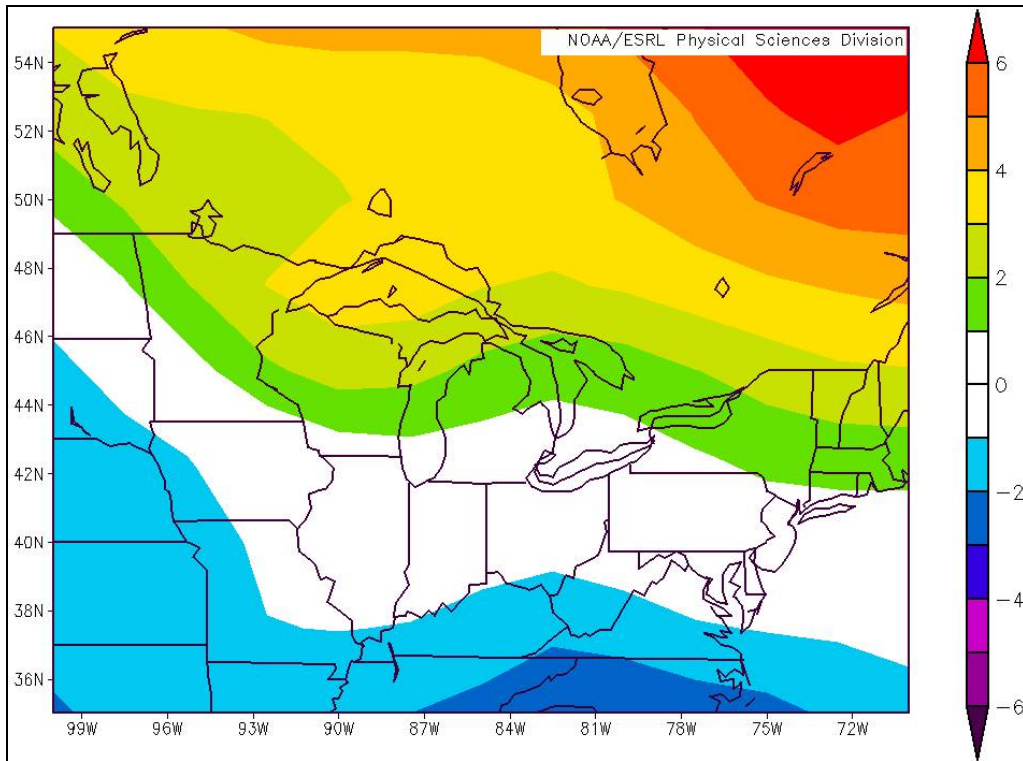 NOAA/ESRL Physical Sciences Division
54N
52N
50N
48N
46N
44N
42N
40N
38N
36N
99W 96W 93W 90W 87W 84W 81W 78W 75W 72W
6
4
2
0
−2
−4
−6